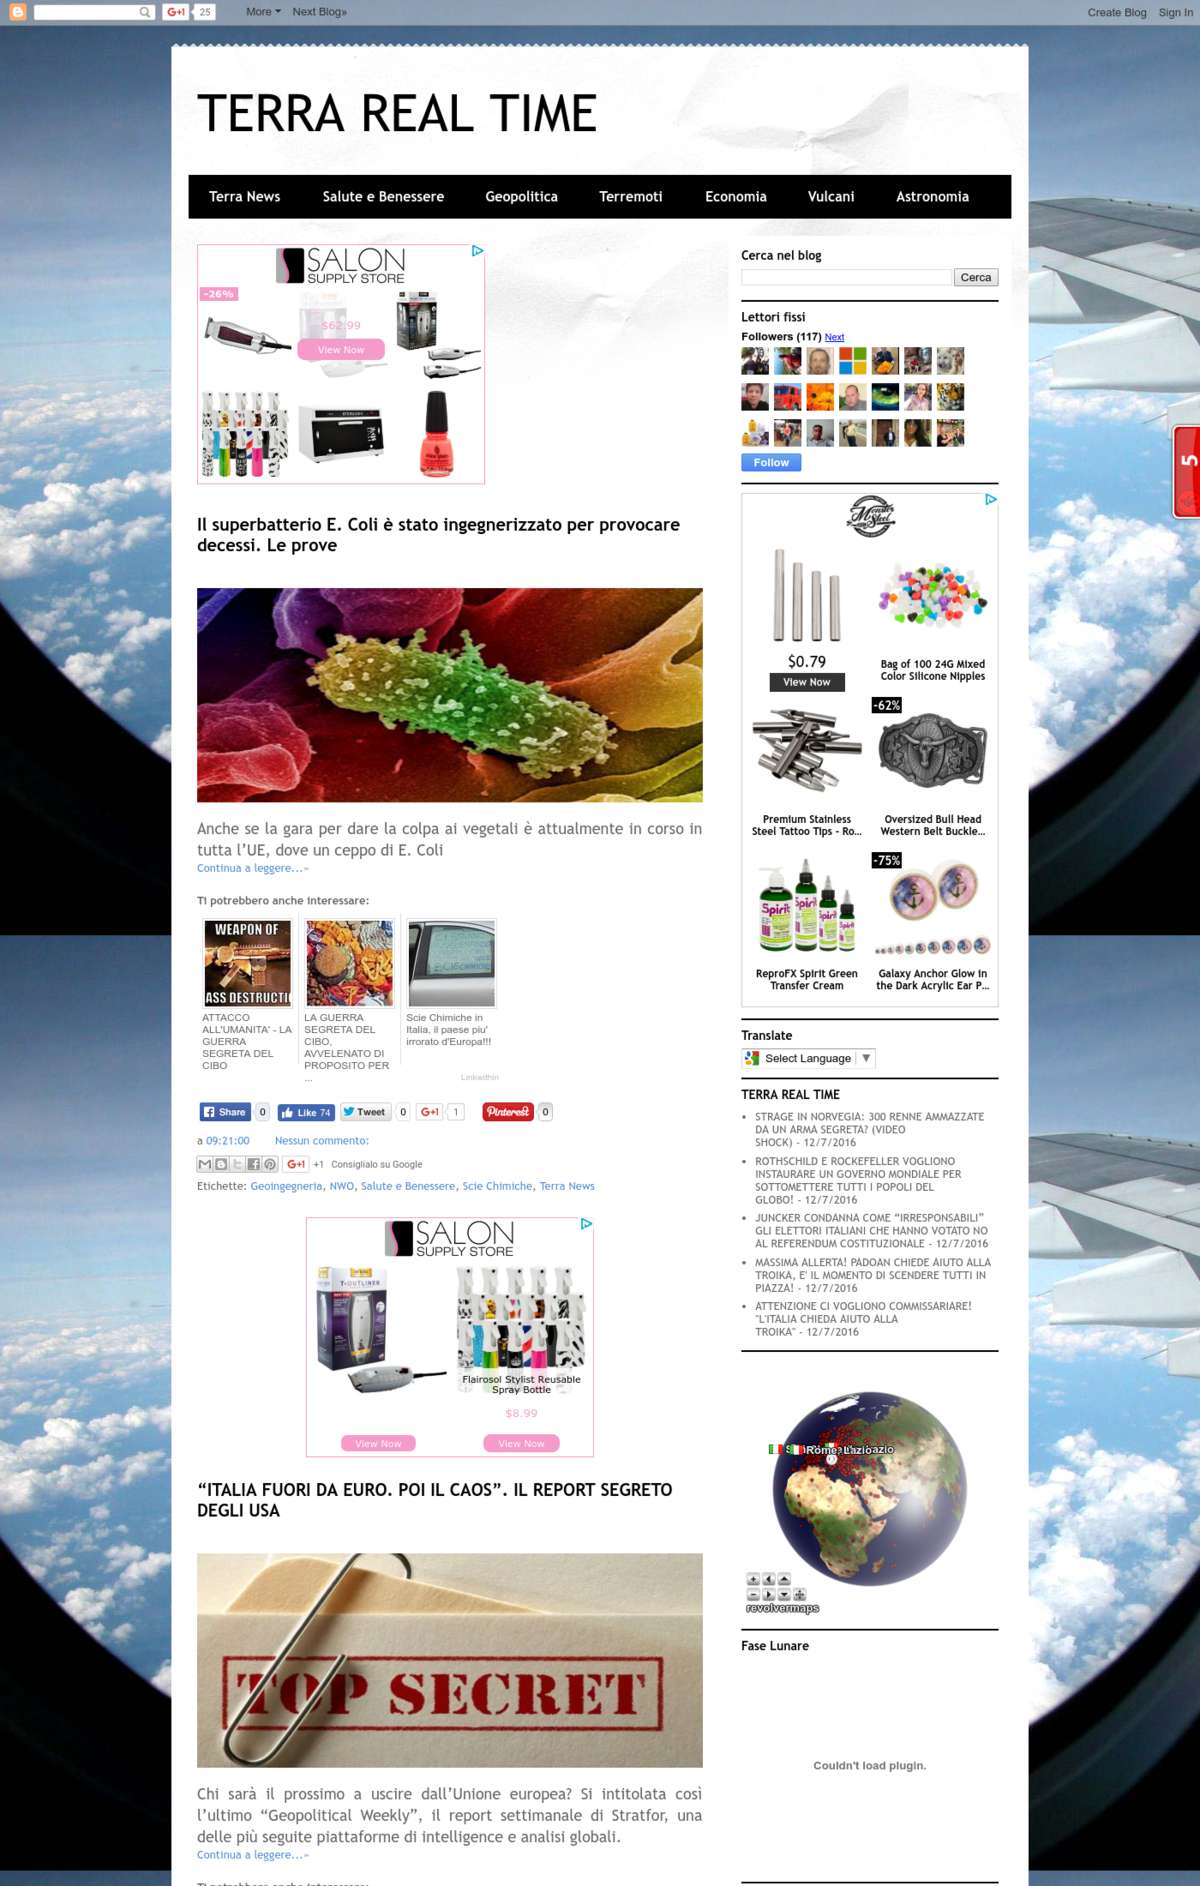 More
Next Blog»
Create Blog
Sign In
G+1
25
TERRA REAL TIME
Terra News
Salute e Benessere
Geopolitica
Terremoti
Economia
Vulcani
Astronomia
SALON
SUPPLY STORE
-26%
$62.99
View Now
Il superbatterio E. Coli è stato ingegnerizzato per provocare
decessi. Le prove
Anche se la gara per dare la colpa ai vegetali è attualmente in corso in
tutta l'UE, dove un ceppo di E. Coli
Continua a leggere...»
Ti potrebbero anche interessare:
WEAPON OF
ASS DESTRUCTI
ATTACCO
ALL'UMANITA' - LA
GUERRA
SEGRETA DEL
CIBO
LA GUERRA
SEGRETA DEL
CIBO,
AVVELENATO DI
PROPOSITO PER
...
Scie Chimiche in
Italia, il paese piu'
irrorato d'Europa!!!
Linkwithin
Share
0
Like 74
Tweet
0
G+1
1
Pinterest
0
a 09:21:00
Nessun commento:
G+1
+1 Consiglialo su Google
Etichette: Geoingegneria, NWO, Salute e Benessere, Scie Chimiche, Terra News
SALON
SUPPLY STORE
T-OUTLINER
Flairosol Stylist Reusable
Spray Bottle
$8.99
View Now
View Now
“ITALIA FUORI DA EURO. POI IL CAOS”. IL REPORT SEGRETO
DEGLI USA
TOP SECRET
Chi sarà il prossimo a uscire dall'Unione europea? Si intitolata così
l'ultimo “Geopolitical Weekly”, il report settimanale di Stratfor, una
delle più seguite piattaforme di intelligence e analisi globali.
Continua a leggere...»
Ti potrebbero anche interessare:
Cerca nel blog
Cerca
Lettori fissi
Followers (117) Next
Follow
5
Monster
Steel
$0.79
View Now
Bag of 100 24G Mixed
Color Silicone Nipples
-62%
Premium Stainless
Steel Tattoo Tips - Ro...
Oversized Bull Head
Western Belt Buckle...
-75%
Spirit
ReproFX Spirit Green
Transfer Cream
Galaxy Anchor Glow in
the Dark Acrylic Ear P...
Translate
Select Language ▼
TERRA REAL TIME
STRAGE IN NORVEGIA: 300 RENNE AMMAZZATE
DA UN ARMA SEGRETA? (VIDEO
SHOCK) - 12/7/2016
ROTHSCHILD E ROCKEFELLER VOGLIONO
INSTAURARE UN GOVERNO MONDIALE PER
SOTTOMETTERE TUTTI I POPOLI DEL
GLOBO! - 12/7/2016
JUNCKER CONDANNA COME “IRRESPONSABILI”
GLI ELETTORI ITALIANI CHE HANNO VOTATO NO
AL REFERENDUM COSTITUZIONALE - 12/7/2016
MASSIMA ALLERTA! PADOAN CHIEDE AIUTO ALLA
TROIKA, E' IL MOMENTO DI SCENDERE TUTTI IN
PIAZZA! - 12/7/2016
ATTENZIONE CI VOGLIONO COMMISSARIARE!
"L'ITALIA CHIEDA AIUTO ALLA
TROIKA" - 12/7/2016
Rome, Lazio
revolvermaps
Fase Lunare
Couldn't load plugin.